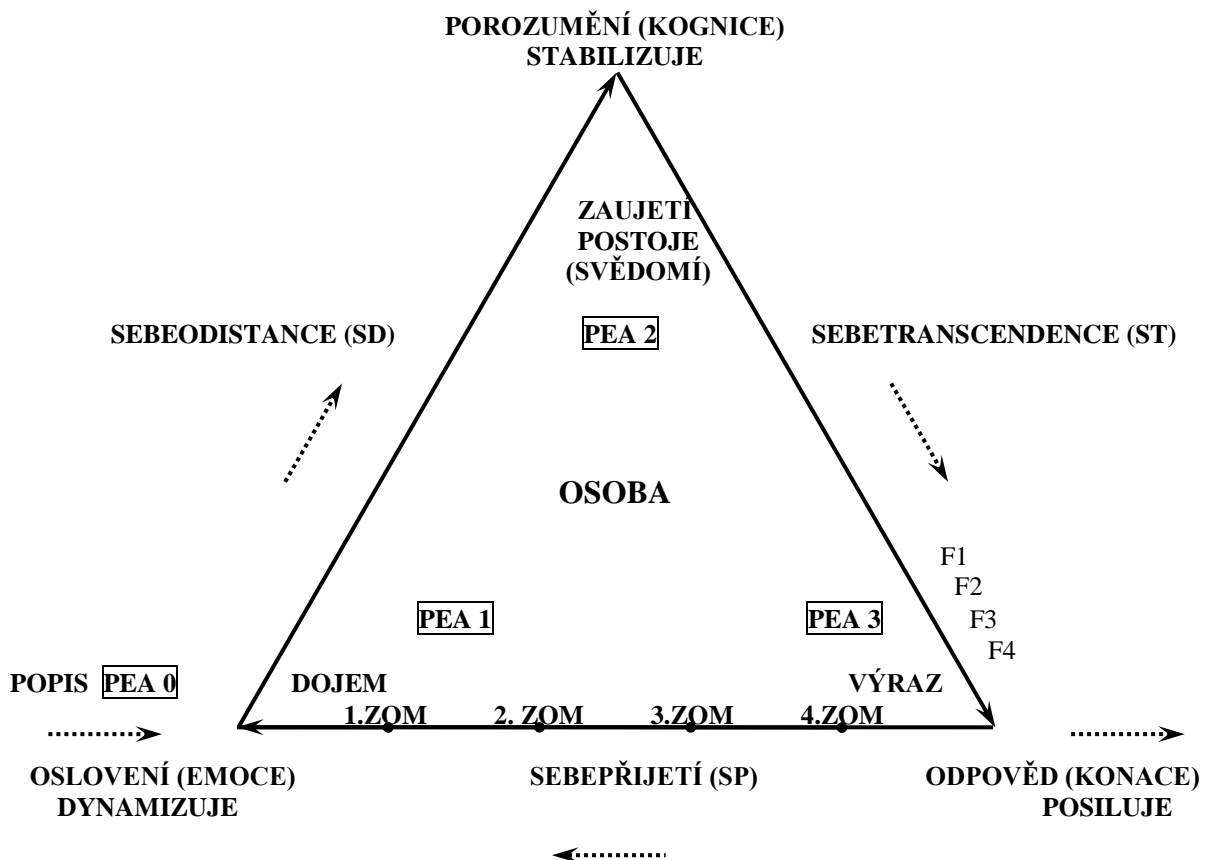 POROZUMĚNÍ (KOGNICE)
STABILIZUJE
ZAUJETÍ
POSTOJE
(SVĚDOMÍ)
SEBEODISTANCE (SD)
PEA 2
SEBETRANSCENDENCE (ST)
OSOBA
F1
F2
PEA 1
PEA 3
F3
F4
POPIS PEA 0
DOJEM
VÝRAZ
1.ZOM
2. ZOM
3.ZOM
4.ZOM
OSLOVENÍ (EMOCE)
DYNAMIZUJE
SEBEPŘIJETÍ (SP)
ODPOVĚD (KONACE)
POSILUJE